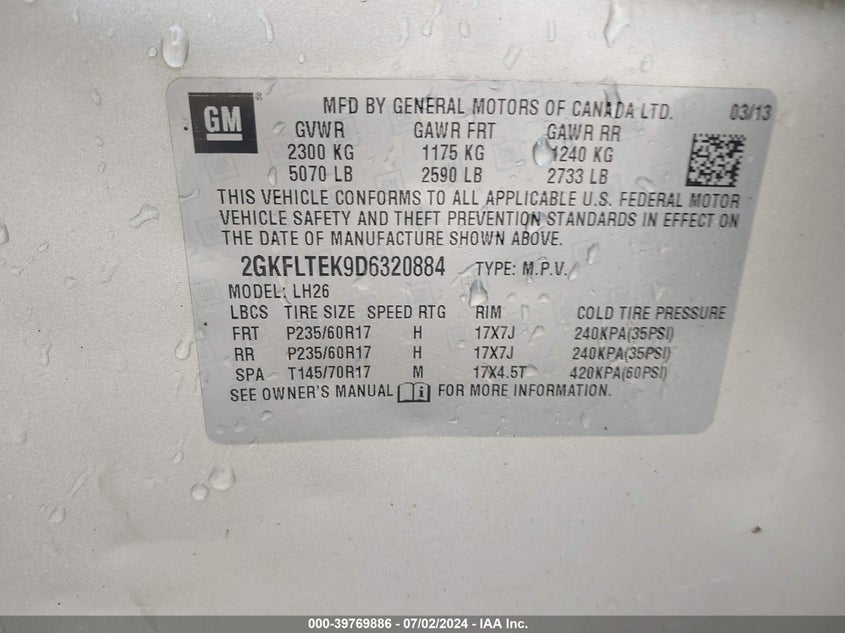 GM ®
MFD BY GENERAL MOTORS OF CANADA LTD. 03/13
GVWR GAWR FRT GAWR RR
2300 KG 1175 KG 1240 KG
5070 LB 2590 LB 2733 LB
THIS VEHICLE CONFORMS TO ALL APPLICABLE U.S. FEDERAL MOTOR
VEHICLE SAFETY AND THEFT PREVENTION STANDARDS IN EFFECT ON
THE DATE OF MANUFACTURE SHOWN ABOVE.
2GKFLTEK9D6320884 TYPE: M.P.V.
MODEL: LH26
LBCS TIRE SIZE SPEED RTG RIM COLD TIRE PRESSURE
FRT P235/60R17 H 17X7J 240KPA(35PSI)
RR P235/60R17 H 17X7J 240KPA(35PSI)
SPA T145/70R17 M 17X4.5T 420KPA(60PSI)
SEE OWNER'S MANUAL i FOR MORE INFORMATION.
000-39769886 - 07/02/2024 - IAA Inc.